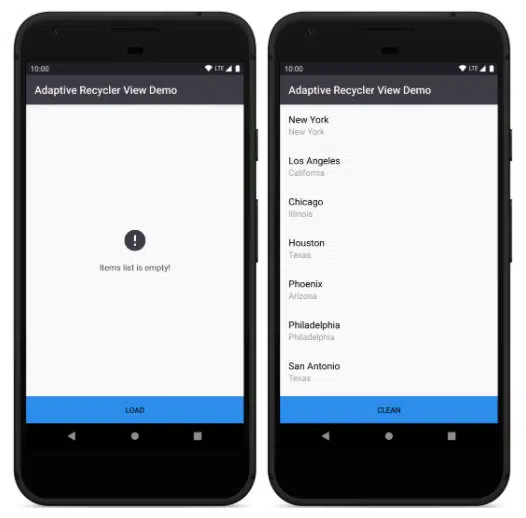 10:00
LTE
Adaptive Recycler View Demo
Items list is empty!
LOAD
10:00
LTE
Adaptive Recycler View Demo
New York
New York
Los Angeles
California
Chicago
Illinois
Houston
Texas
Phoenix
Arizona
Philadelphia
Philadelphia
San Antonio
Texas
CLEAN